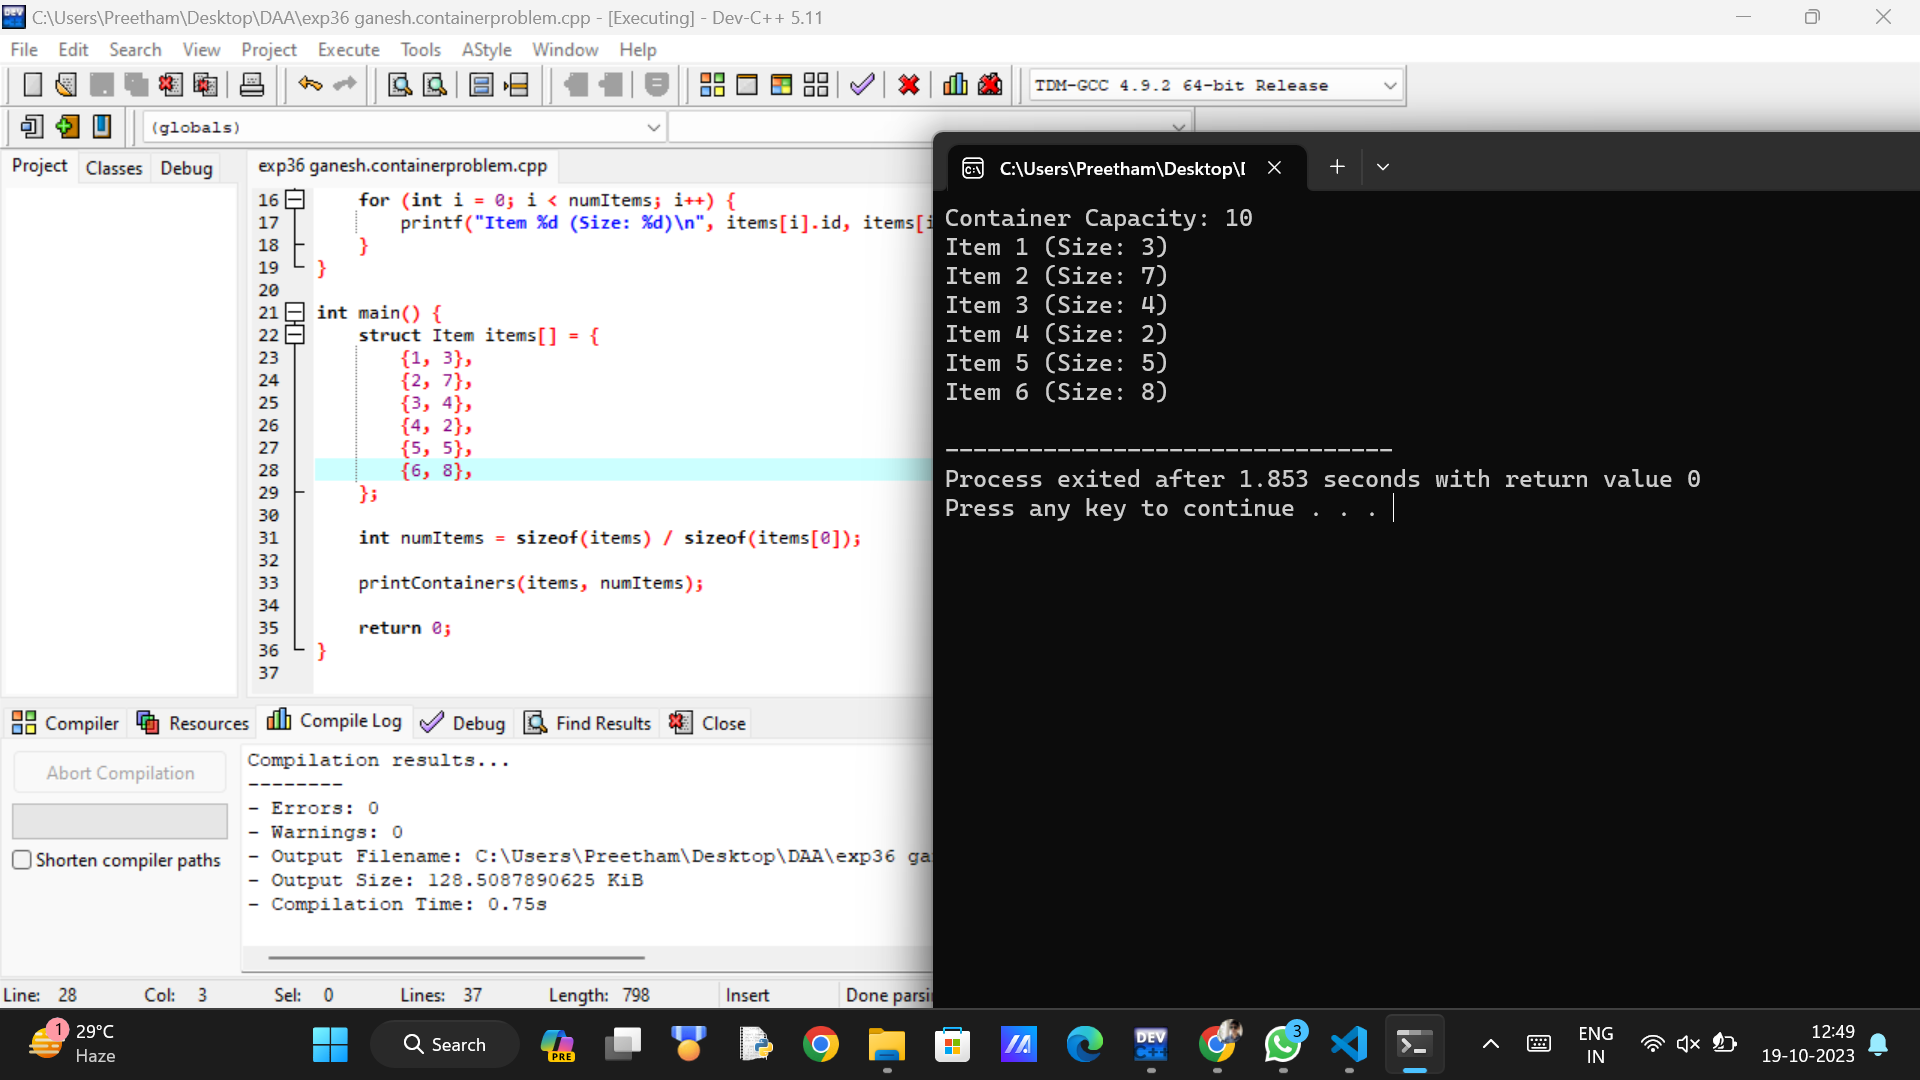 C:\Users\Preetham\Desktop\DAA\exp36 ganesh.containerproblem.cpp - [Executing] - Dev-C++ 5.11
File Edit Search View Project Execute Tools AStyle Window Help
TDM-GCC 4.9.2 64-bit Release
(globals)
Project Classes Debug
exp36 ganesh.containerproblem.cpp
16 for (int i = 0; i < numItems; i++) {
17 printf("Item %d (Size: %d)\n", items[i].id, items[i
18 }
19 }
20
21 int main() {
22 struct Item items[] = {
23 {1, 3},
24 {2, 7},
25 {3, 4},
26 {4, 2},
27 {5, 5},
28 {6, 8},
29 };
30
31 int numItems = sizeof(items) / sizeof(items[0]);
32
33 printContainers(items, numItems);
34
35 return 0;
36 }
37
C:\Users\Preetham\Desktop\D
Container Capacity: 10
Item 1 (Size: 3)
Item 2 (Size: 7)
Item 3 (Size: 4)
Item 4 (Size: 2)
Item 5 (Size: 5)
Item 6 (Size: 8)
--------------------------------
Process exited after 1.853 seconds with return value 0
Press any key to continue . . .
Compiler Resources Compile Log Debug Find Results Close
Abort Compilation
Shorten compiler paths
Compilation results...
--------
- Errors: 0
- Warnings: 0
- Output Filename: C:\Users\Preetham\Desktop\DAA\exp36 ga
- Output Size: 128.5087890625 KiB
- Compilation Time: 0.75s
Line: 28 Col: 3 Sel: 0 Lines: 37 Length: 798 Insert Done parsi
1
29°C
Haze
Search
PRE
DEV
C++
3
ENG
IN
12:49
19-10-2023